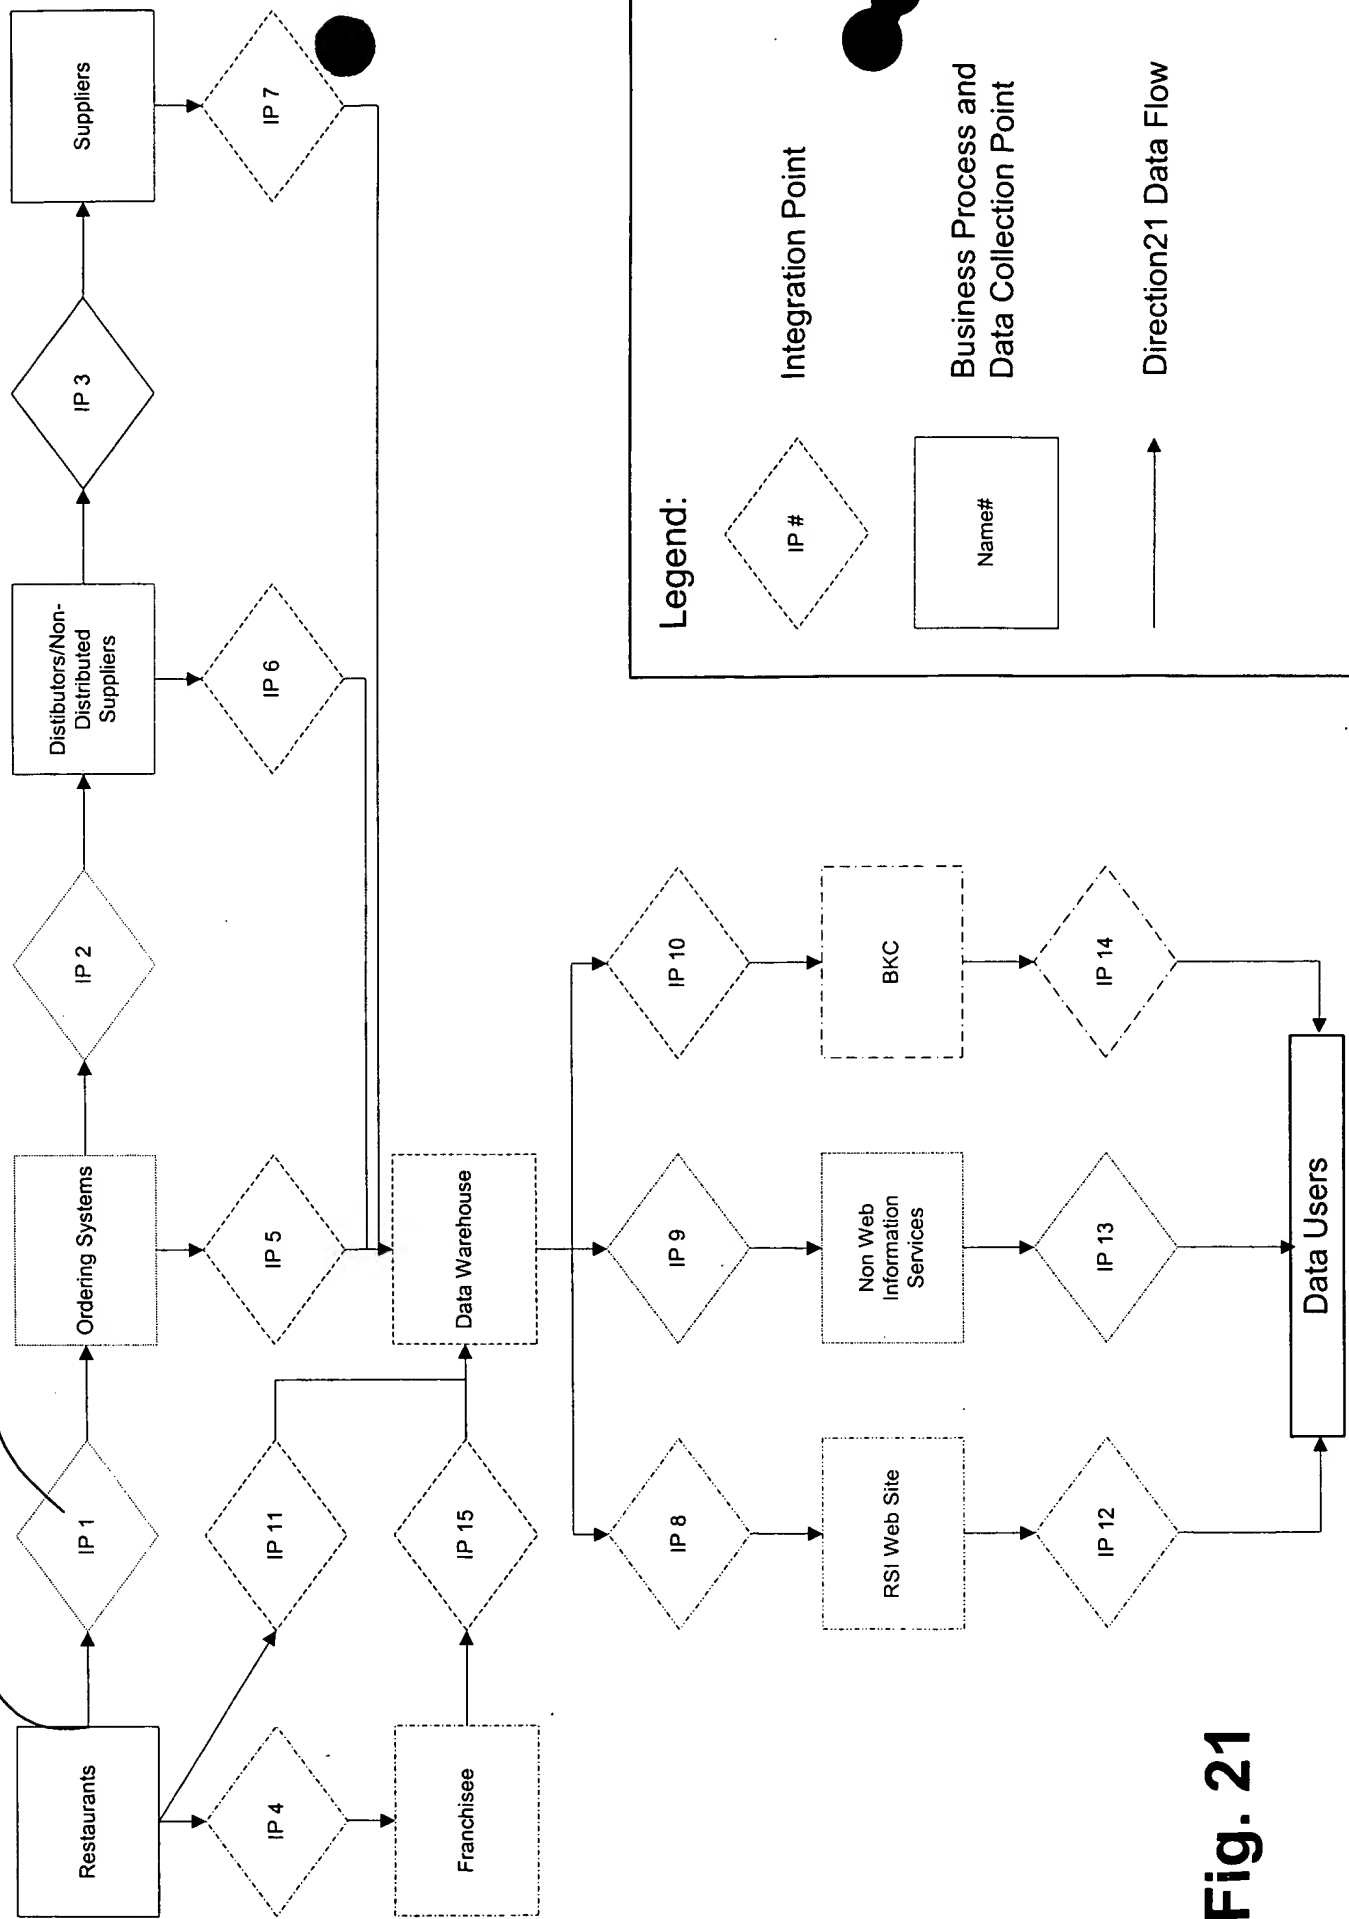 Restaurants
IP 1
Ordering Systems
IP 2
Distibutors/Non-
Distributed
Suppliers
IP 3
Suppliers
IP 4
IP 11
IP 5
IP 6
IP 7
Franchisee
IP 15
Data Warehouse
IP 8
IP 9
IP 10
RSI Web Site
Non Web
Information
Services
BKC
IP 12
IP 13
IP 14
Data Users
Legend:
IP #
Integration Point
Name#
Business Process and
Data Collection Point
Direction21 Data Flow
Fig. 21